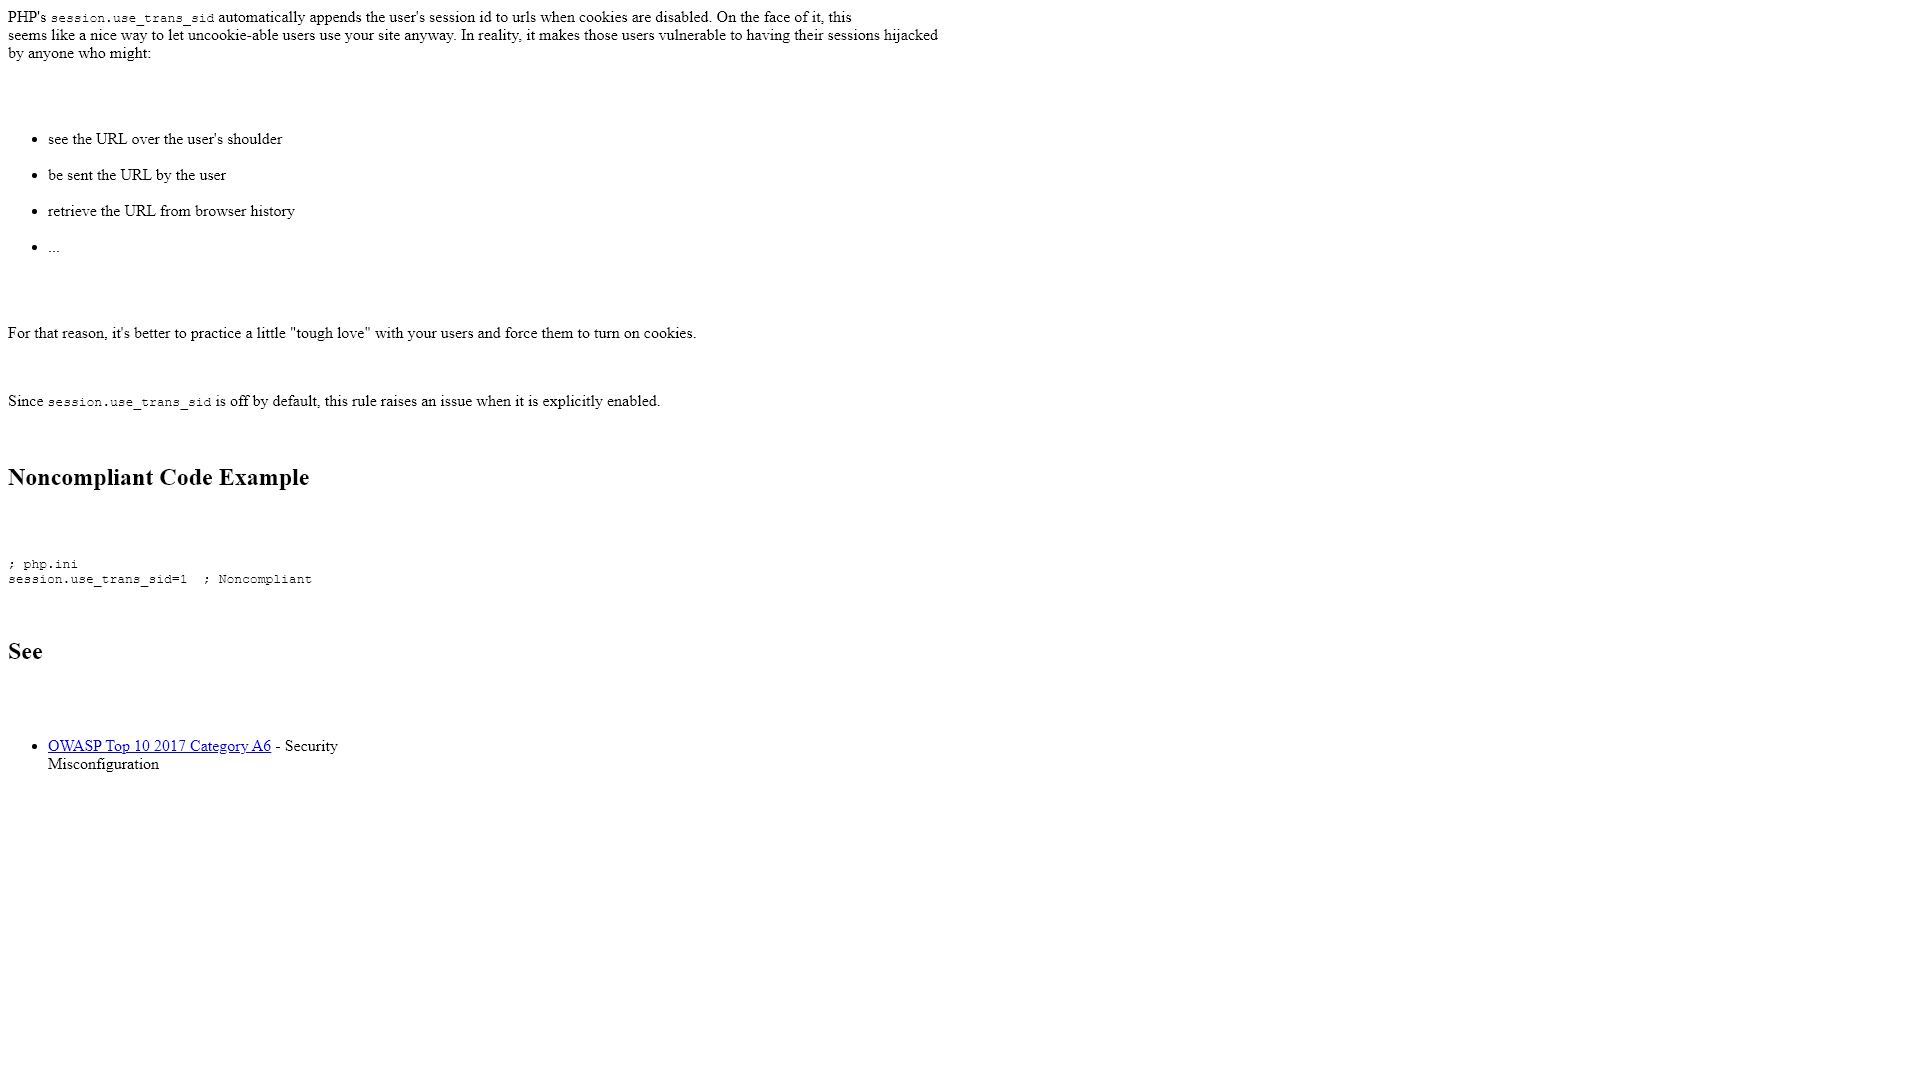 PHP's session.use_trans_sid automatically appends the user's session id to urls when cookies are disabled. On the face of it, this
seems like a nice way to let uncookie-able users use your site anyway. In reality, it makes those users vulnerable to having their sessions hijacked
by anyone who might:
• see the URL over the user's shoulder
• be sent the URL by the user
• retrieve the URL from browser history
• ...
For that reason, it's better to practice a little "tough love" with your users and force them to turn on cookies.
Since session.use_trans_sid is off by default, this rule raises an issue when it is explicitly enabled.
Noncompliant Code Example
; php.ini
session.use_trans_sid=1  ; Noncompliant
See
• OWASP Top 10 2017 Category A6 - Security
Misconfiguration